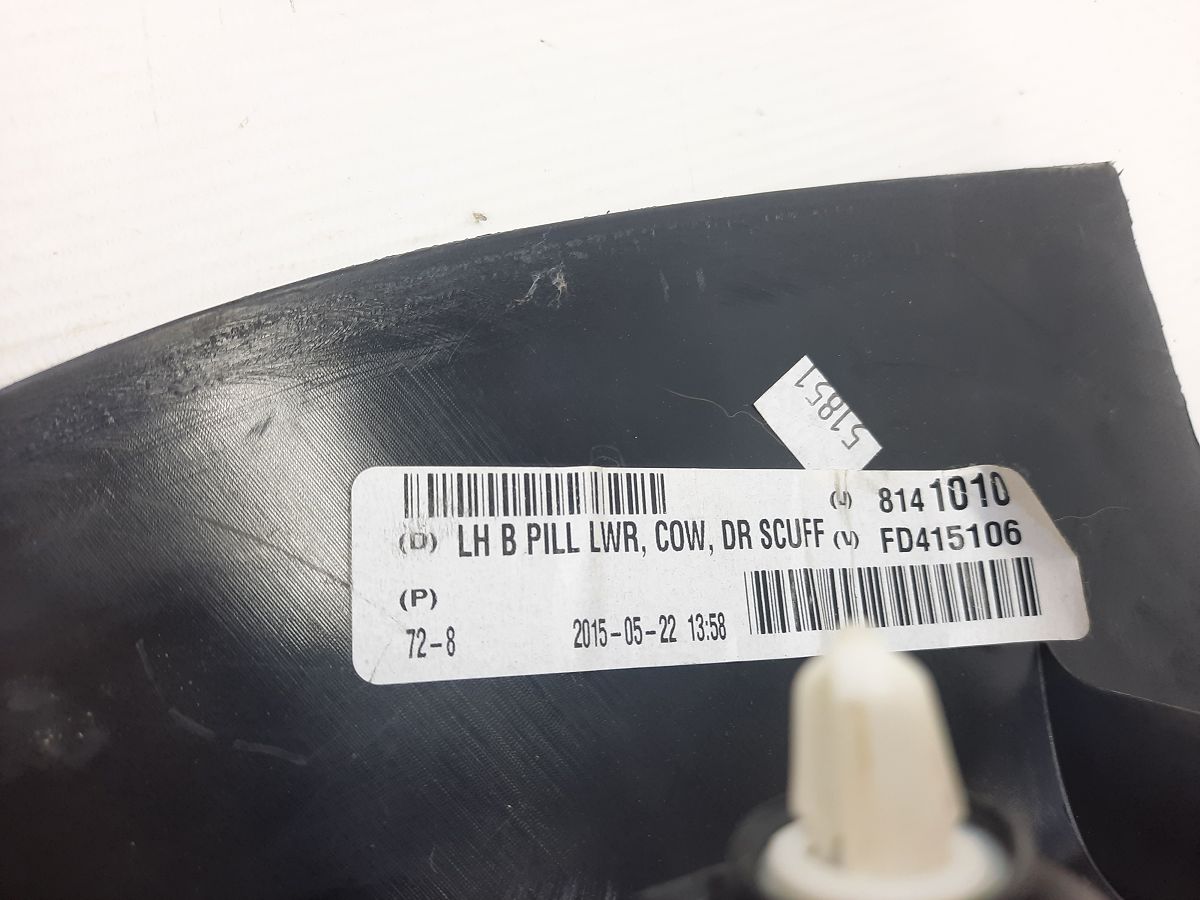 51851
(J) 8141010
(D) LH B PILL LWR, COW, DR SCUFF (V) FD415106
(P)
72-8 2015-05-22 13:58